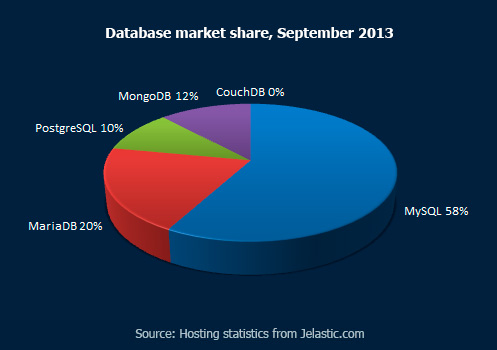 Database market share, September 2013
CouchDB 0%
MongoDB 12%
PostgreSQL 10%
MySQL 58%
MariaDB 20%
Source: Hosting statistics from Jelastic.com